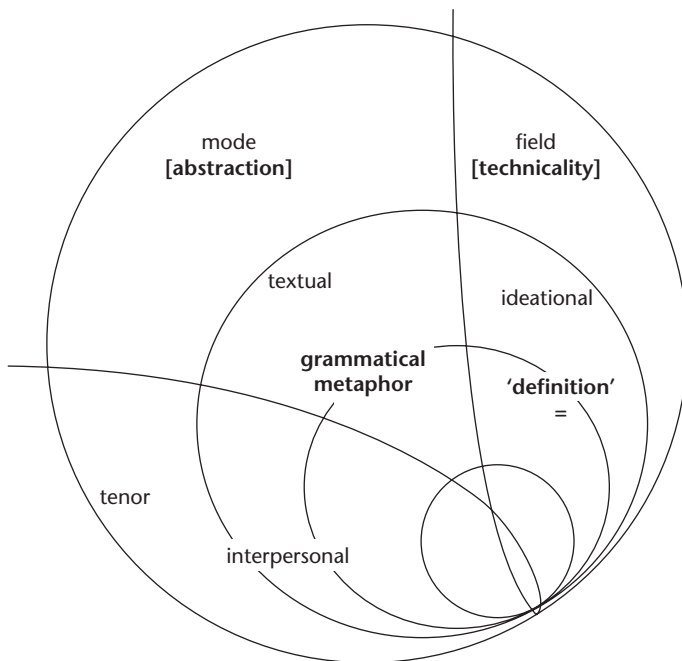 mode
[abstraction]
field
[technicality]
textual
ideational
grammatical
metaphor
‘definition’
=
tenor
interpersonal